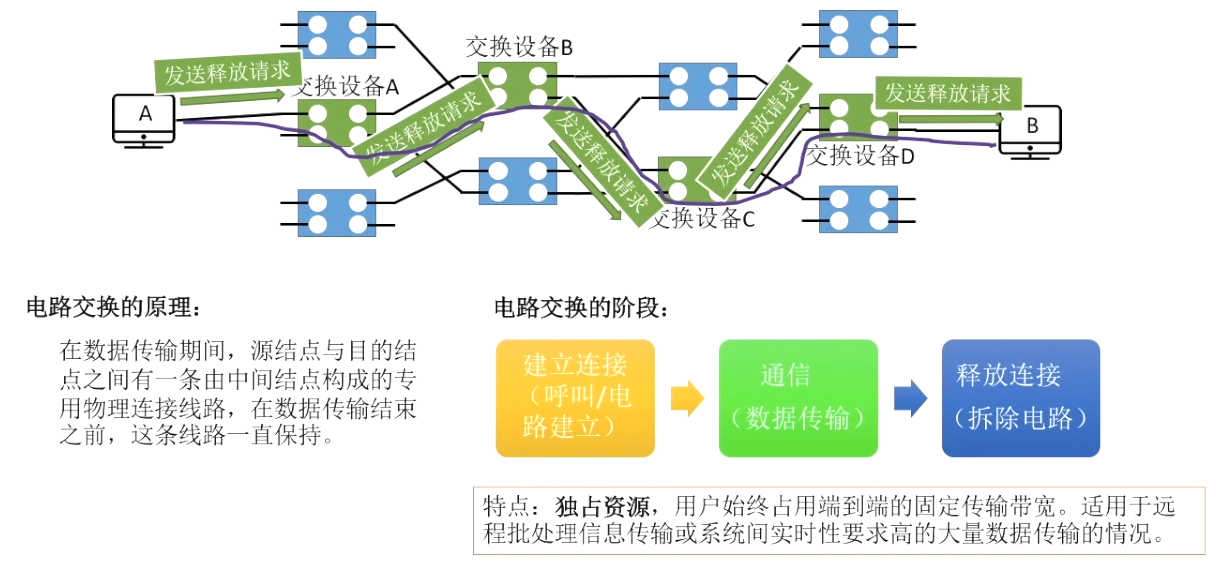 交换设备B
发送释放请求
交换设备A
A
发送释放请求
发送释放请求
发送释放请求
发送释放请求
B
交换设备D
交换设备C
电路交换的原理：
在数据传输期间，源结点与目的结
点之间有一条由中间结点构成的专
用物理连接线路，在数据传输结束
之前，这条线路一直保持。
电路交换的阶段：
建立连接
（呼叫/电
路建立）
通信
（数据传输）
释放连接
（拆除电路）
特点：独占资源，用户始终占用端到端的固定传输带宽。适用于远
程批处理信息传输或系统间实时性要求高的大量数据传输的情况。